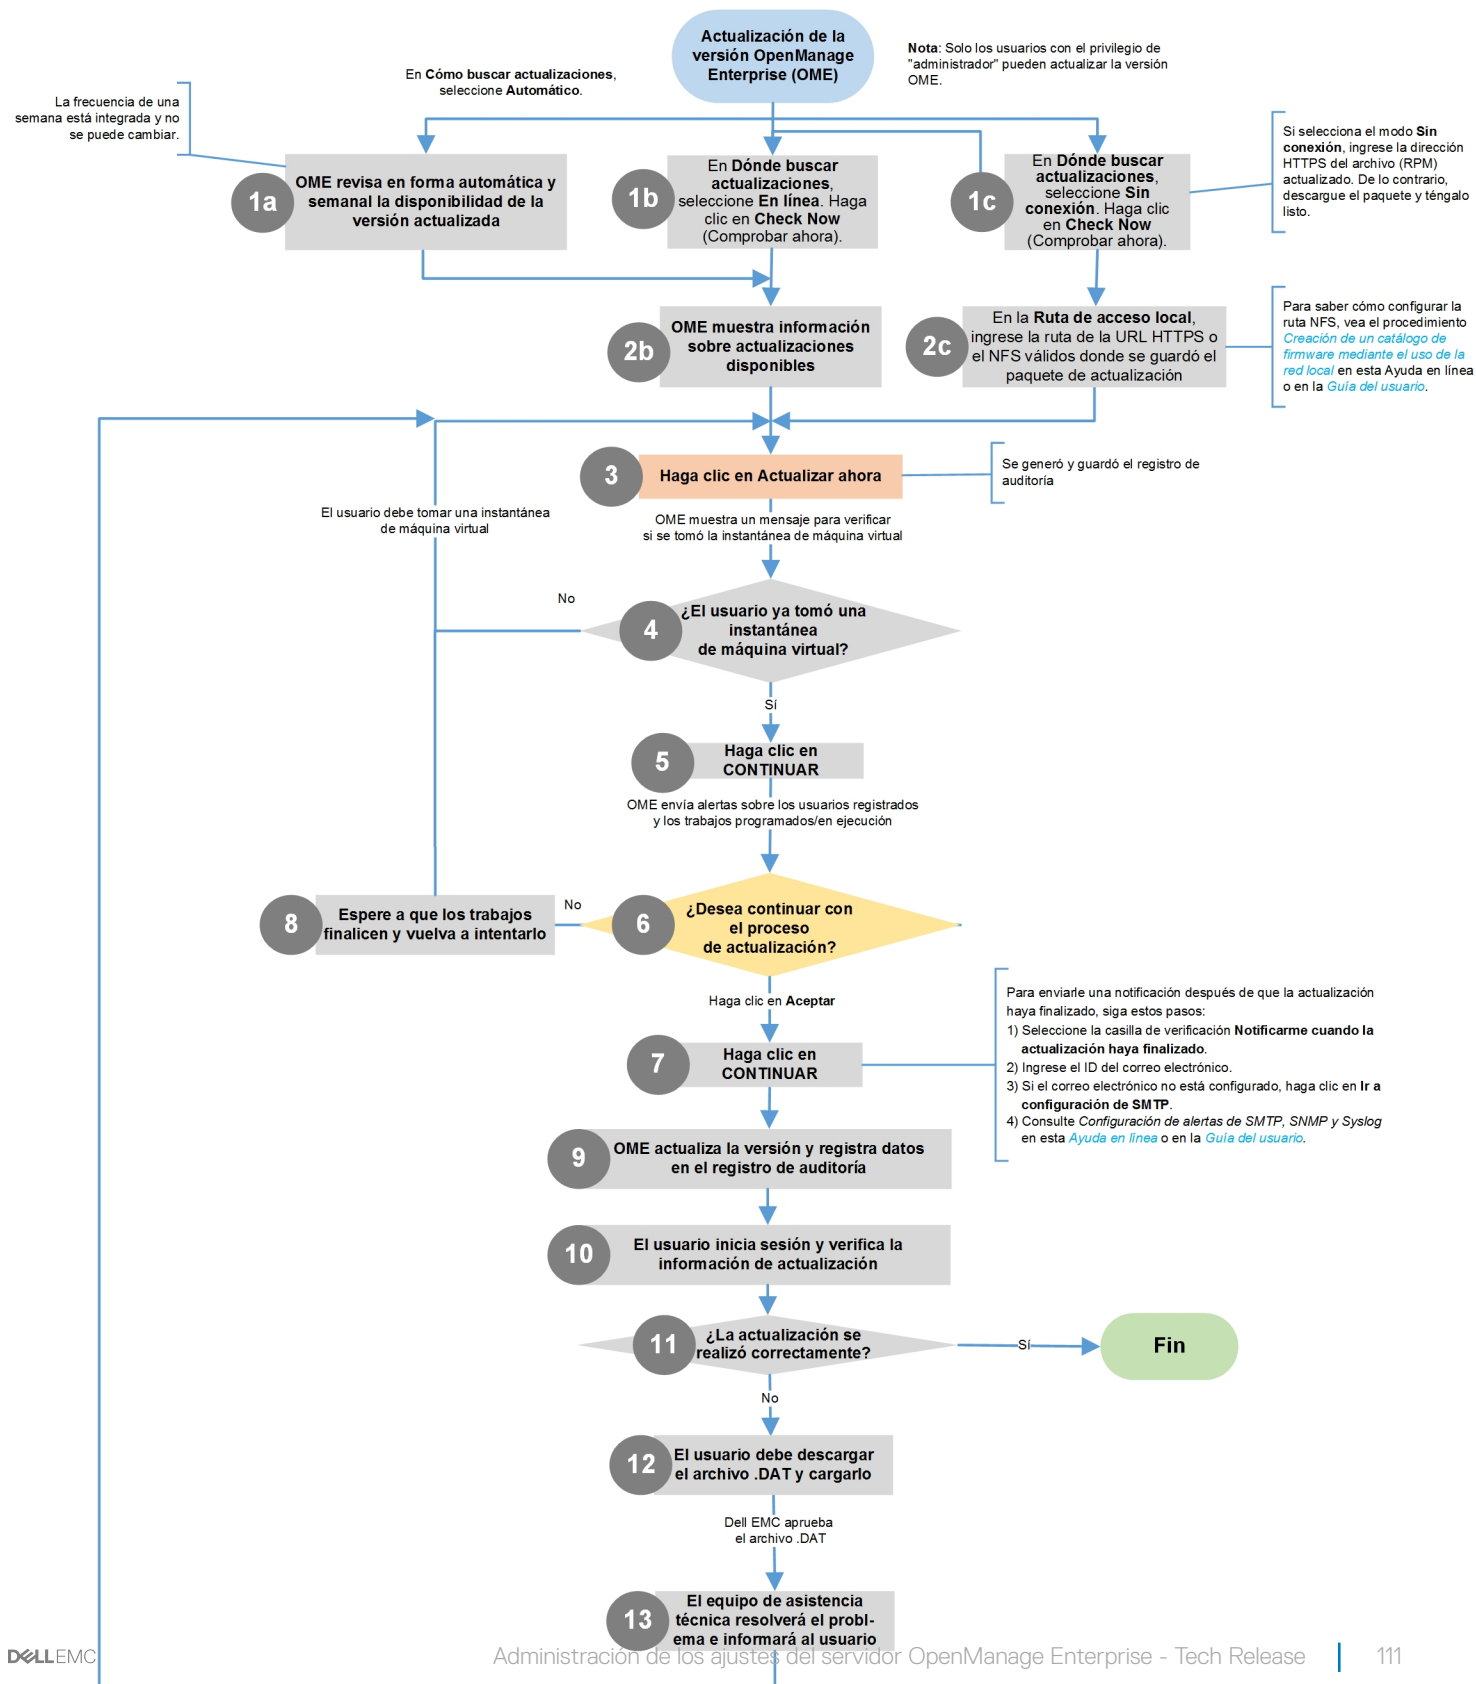 Actualización de la
versión OpenManage
Enterprise (OME)
Nota: Solo los usuarios con el privilegio de
"administrador" pueden actualizar la versión
OME.
En Cómo buscar actualizaciones,
seleccione Automático.
La frecuencia de una
semana está integrada y no
se puede cambiar.
1a
OME revisa en forma automática y
semanal la disponibilidad de la
versión actualizada
1b
En Dónde buscar
actualizaciones,
seleccione En línea. Haga
clic en Check Now
(Comprobar ahora).
1c
En Dónde buscar
actualizaciones,
seleccione Sin
conexión. Haga clic
en Check Now
(Comprobar ahora).
Si selecciona el modo Sin
conexión, ingrese la dirección
HTTPS del archivo (RPM)
actualizado. De lo contrario,
descargue el paquete y téngalo
listo.
2b
OME muestra información
sobre actualizaciones
disponibles
2c
En la Ruta de acceso local,
ingrese la ruta de la URL HTTPS o
el NFS válidos donde se guardó el
paquete de actualización
Para saber cómo configurar la
ruta NFS, vea el procedimiento
Creación de un catálogo de
firmware mediante el uso de la
red local en esta Ayuda en línea
o en la Guía del usuario.
3
Haga clic en Actualizar ahora
Se generó y guardó el registro de
auditoría
El usuario debe tomar una instantánea
de máquina virtual
OME muestra un mensaje para verificar
si se tomó la instantánea de máquina virtual
No
4
¿El usuario ya tomó una
instantánea
de máquina virtual?
Sí
5
Haga clic en
CONTINUAR
OME envía alertas sobre los usuarios registrados
y los trabajos programados/en ejecución
8
Espere a que los trabajos
finalicen y vuelva a intentarlo
No
6
¿Desea continuar con
el proceso
de actualización?
Haga clic en Aceptar
7
Haga clic en
CONTINUAR
Para enviarle una notificación después de que la actualización
haya finalizado, siga estos pasos:
1) Seleccione la casilla de verificación Notificarme cuando la
actualización haya finalizado.
2) Ingrese el ID del correo electrónico.
3) Si el correo electrónico no está configurado, haga clic en Ir a
configuración de SMTP.
4) Consulte Configuración de alertas de SMTP, SNMP y Syslog
en esta Ayuda en línea o en la Guía del usuario.
9
OME actualiza la versión y registra datos
en el registro de auditoría
10
El usuario inicia sesión y verifica la
información de actualización
11
¿La actualización se
realizó correctamente?
Sí
Fin
No
12
El usuario debe descargar
el archivo .DAT y cargarlo
Dell EMC aprueba
el archivo .DAT
13
El equipo de asistencia
técnica resolverá el probl-
ema e informará al usuario
DELLEMC
Administración de los ajustes del servidor OpenManage Enterprise - Tech Release
111